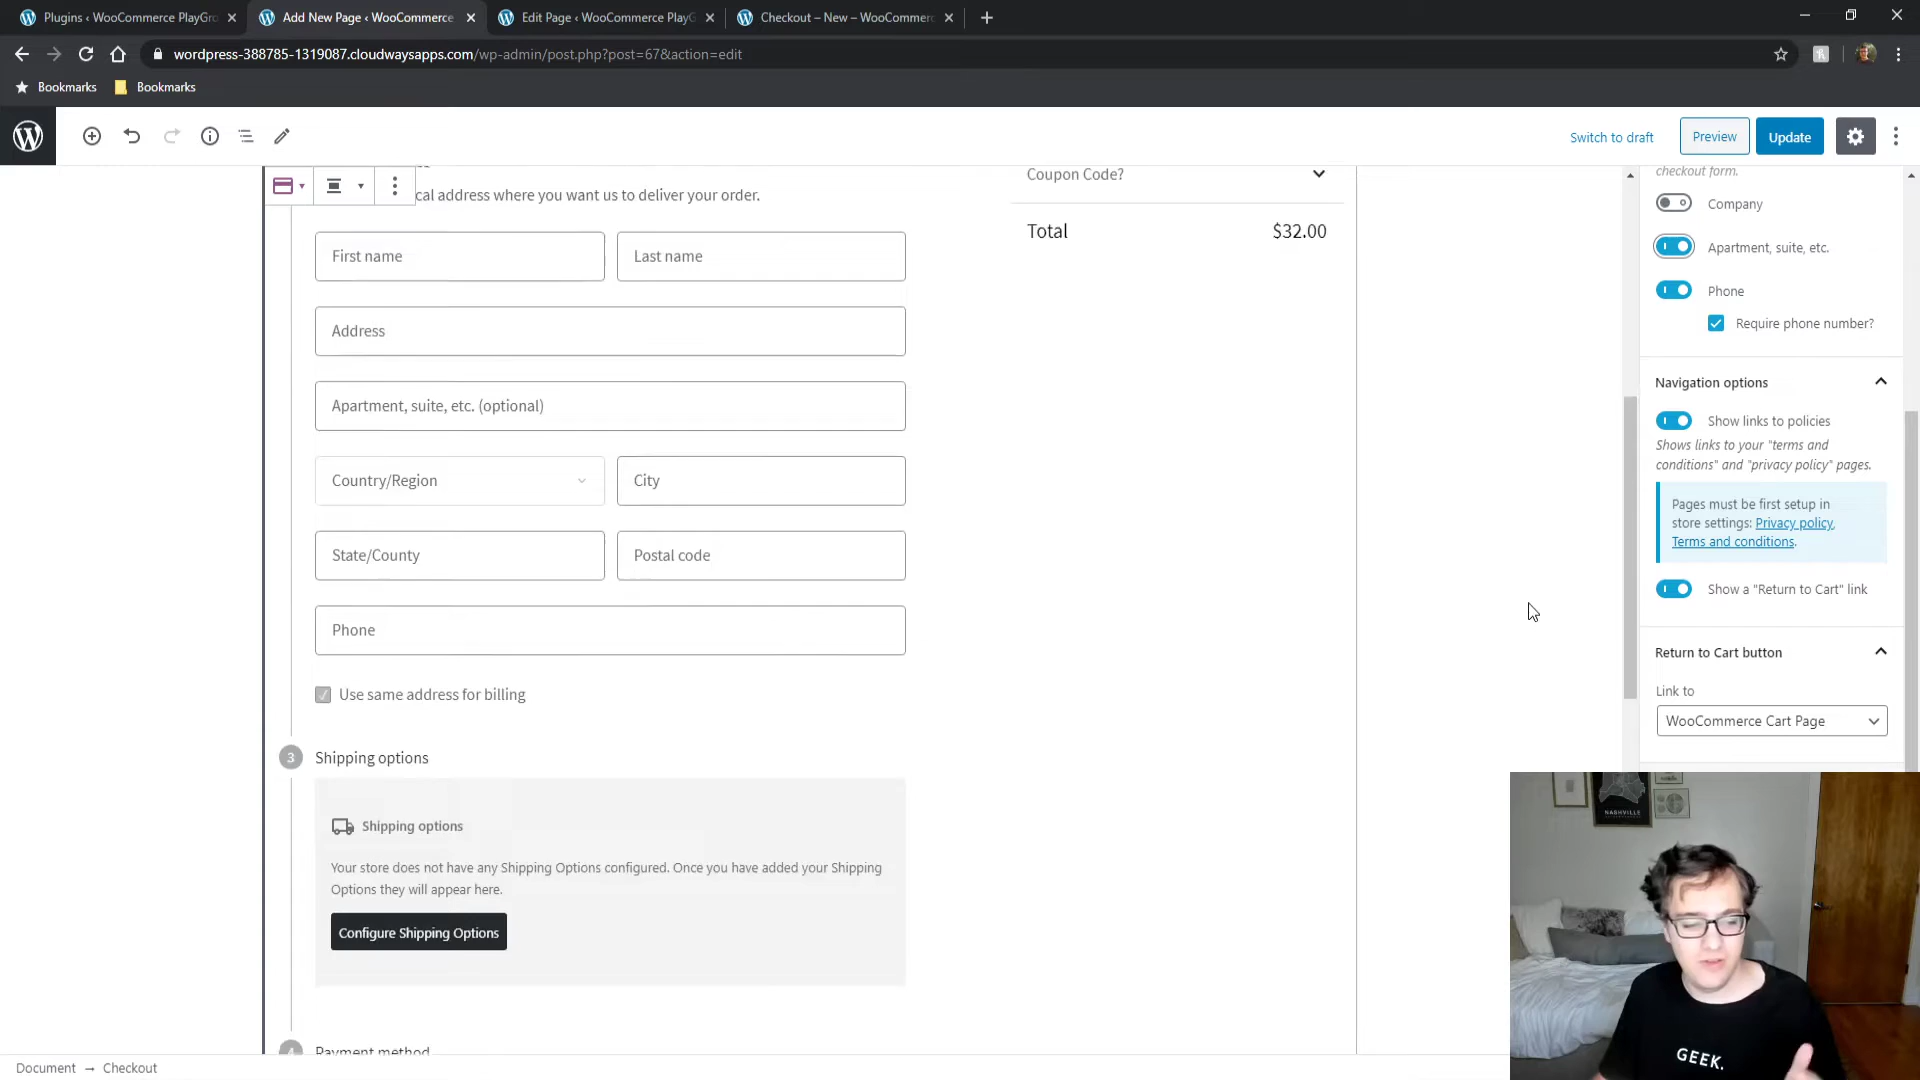 Plugins ‹ WooCommerce PlayGro
Add New Page ‹ WooCommerce
Edit Page ‹ WooCommerce PlayG
Checkout – New – WooCommerc
wordpress-388785-1319087.cloudwaysapps.com/wp-admin/post.php?post=67&action=edit
Bookmarks
Bookmarks
Switch to draft
Preview
Update
cal address where you want us to deliver your order.
First name
Last name
Address
Apartment, suite, etc. (optional)
Country/Region
City
State/County
Postal code
Phone
Use same address for billing
3
Shipping options
Shipping options
Your store does not have any Shipping Options configured. Once you have added your Shipping
Options they will appear here.
Configure Shipping Options
4
Payment method
Coupon Code?
Total
$32.00
checkout form.
Company
Apartment, suite, etc.
Phone
Require phone number?
Navigation options
Show links to policies
Shows links to your "terms and
conditions" and "privacy policy" pages.
Pages must be first setup in
store settings: Privacy policy,
Terms and conditions.
Show a "Return to Cart" link
Return to Cart button
Link to
WooCommerce Cart Page
NASHVILLE
GEEK.
Document → Checkout